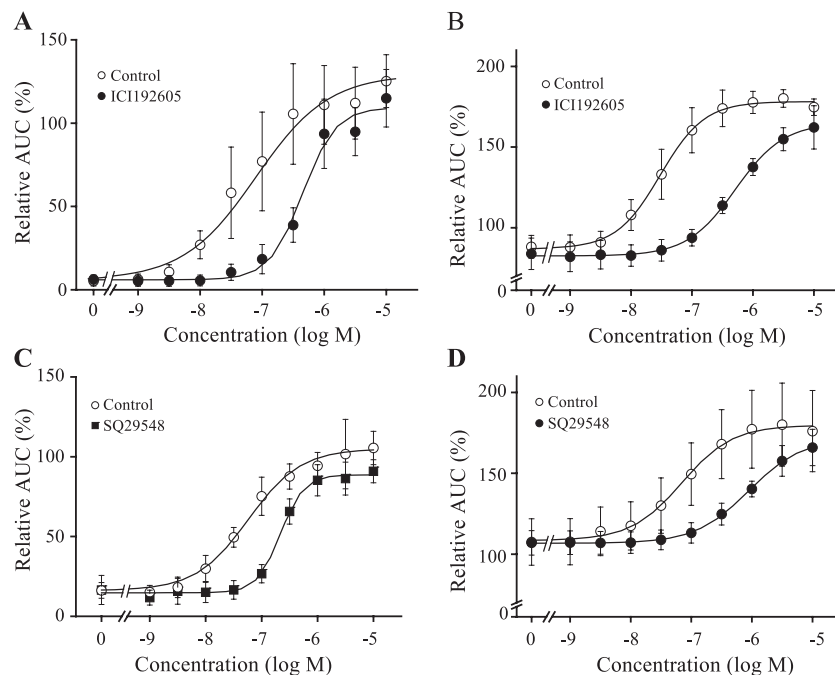 A
150
Control
ICI192605
100
50
0
Relative AUC (%)
0 -9 -8 -7 -6 -5
Concentration (log M)
B
200
Control
ICI192605
150
100
0
Relative AUC (%)
0 -9 -8 -7 -6 -5
Concentration (log M)
C
150
Control
SQ29548
100
50
0
Relative AUC (%)
0 -9 -8 -7 -6 -5
Concentration (log M)
D
200
Control
SQ29548
150
100
0
Relative AUC (%)
0 -9 -8 -7 -6 -5
Concentration (log M)